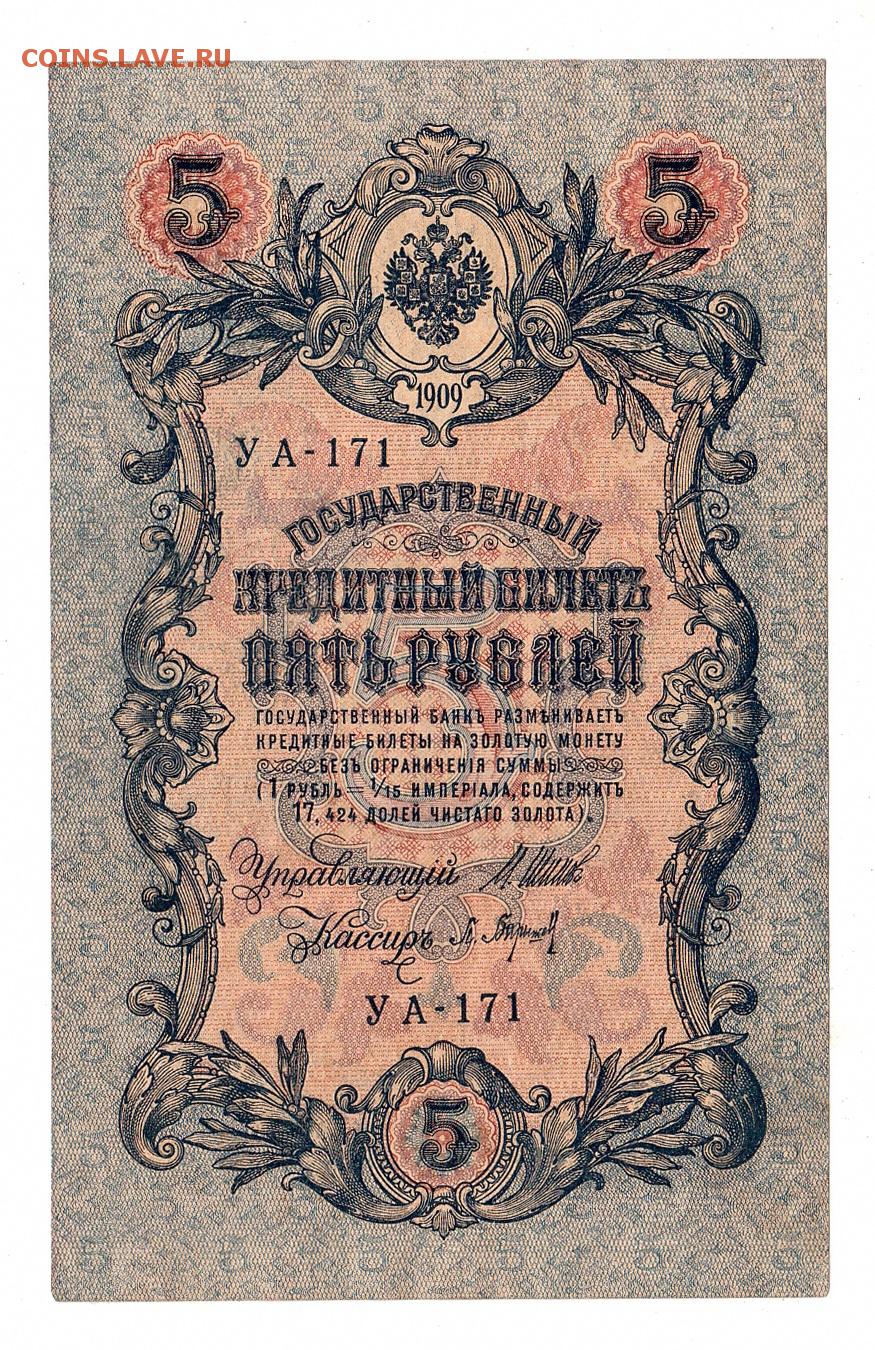 COINS.LAVE.RU
5 5
1909
УА-171
ГОСУДАРСТВЕННЫЙ
КРЕДИТНЫЙ БИЛЕТЪ
ПЯТЬ РУБЛЕЙ
ГОСУДАРСТВЕННЫЙ БАНКЪ РАЗМѢНИВАЕТЪ
КРЕДИТНЫЕ БИЛЕТЫ НА ЗОЛОТУЮ МОНЕТУ
БЕЗЪ ОГРАНИЧЕНІЯ СУММЫ
(1 РУБЛЬ = 1/15 ИМПЕРІАЛА, СОДЕРЖИТЪ
17,424 ДОЛЕЙ ЧИСТАГО ЗОЛОТА).
Управляющій
Кассиръ
УА-171
5